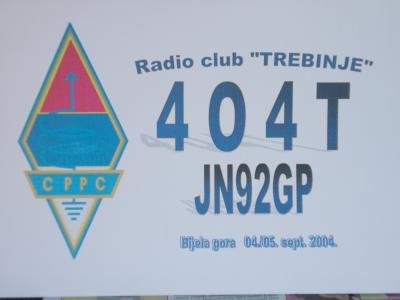 Radio club "TREBINJE"
404T
JN92GP
CPPC
Bijela gora 04./05. sept. 2004.